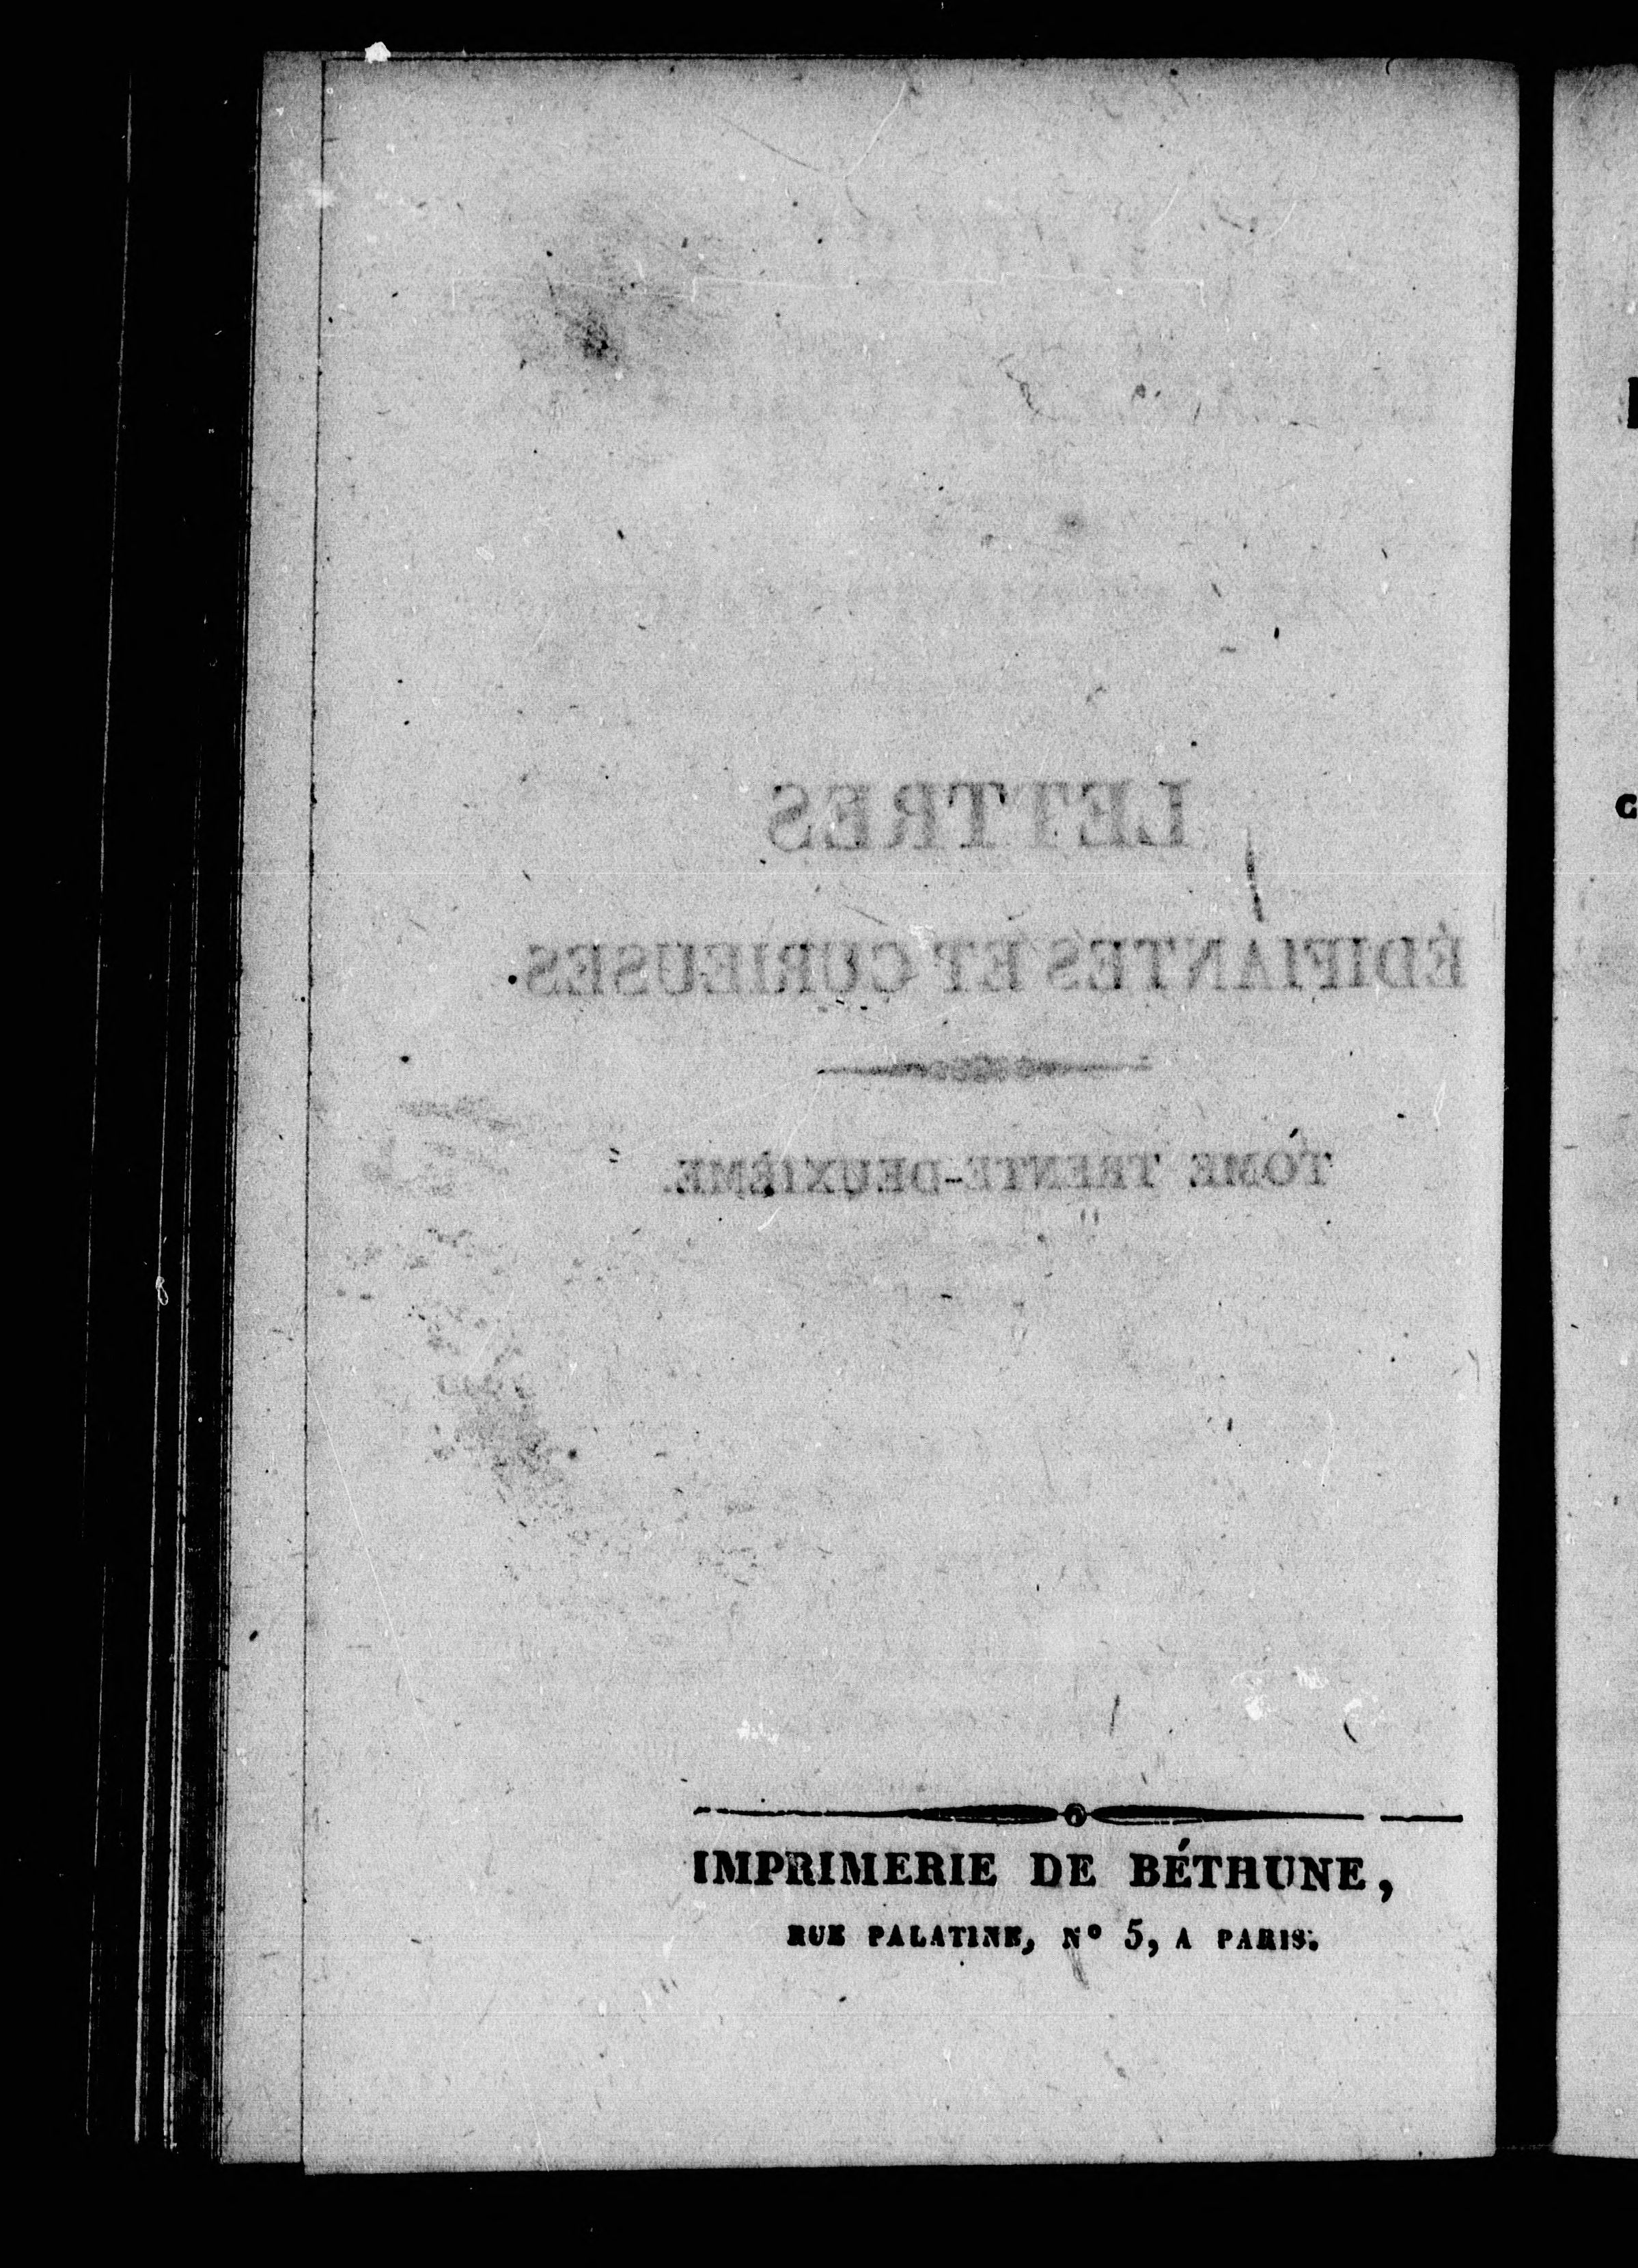 LETTRES
ÉDIFIANTES ET CURIEUSES.
TOME TRENTE-DEUXIÈME.
IMPRIMERIE DE BÉTHUNE,
RUE PALATINE, N° 5, A PARIS.